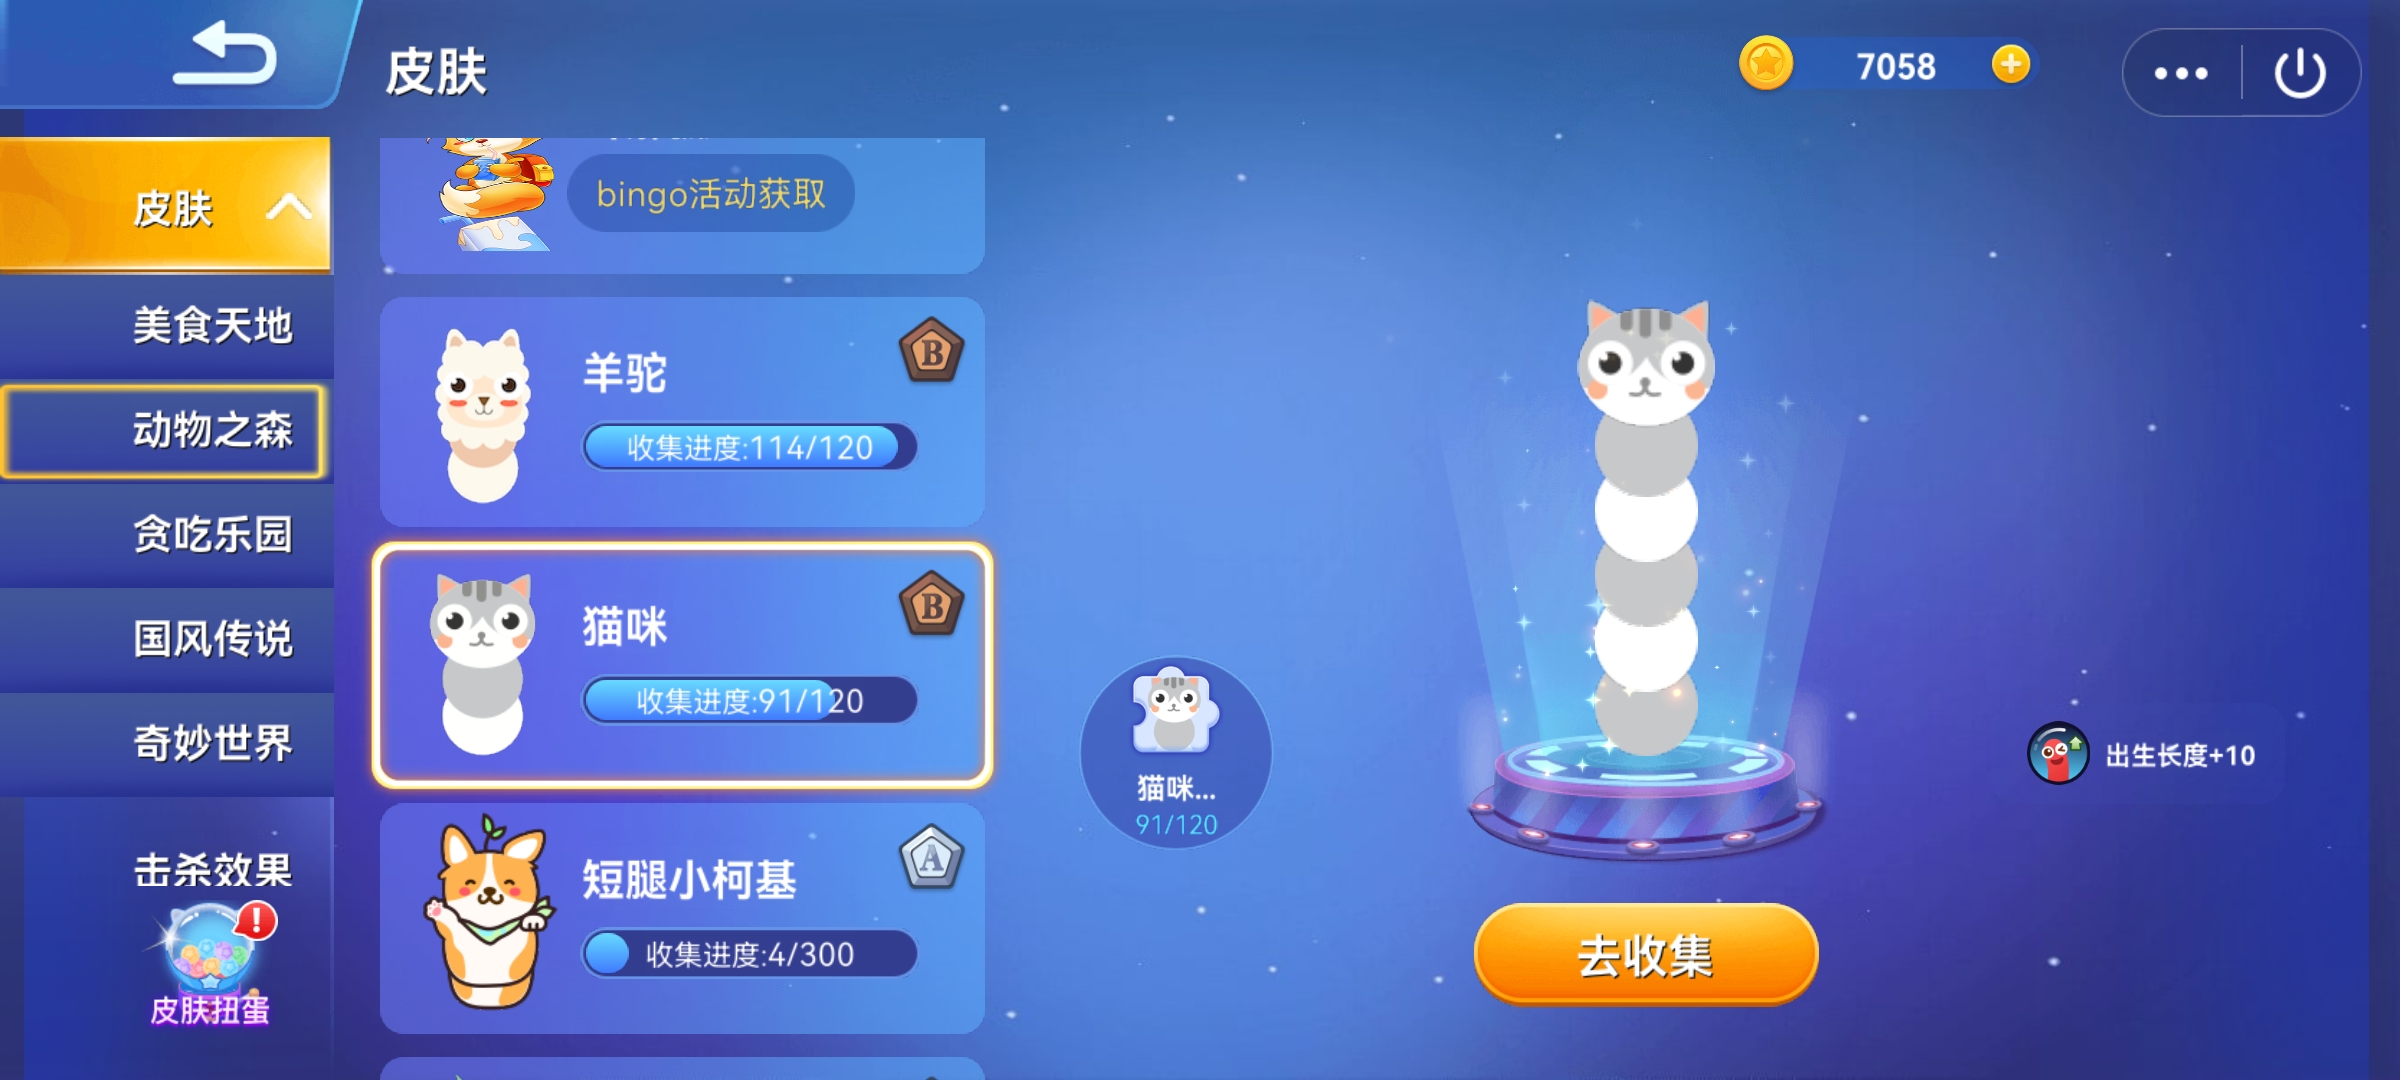 皮肤
7058
皮肤
美食天地
动物之森
贪吃乐园
国风传说
奇妙世界
击杀效果
皮肤扭蛋
bingo活动获取
羊驼
B
收集进度:114/120
猫咪
B
收集进度:91/120
短腿小柯基
A
收集进度:4/300
猫咪...
91/120
出生长度+10
去收集